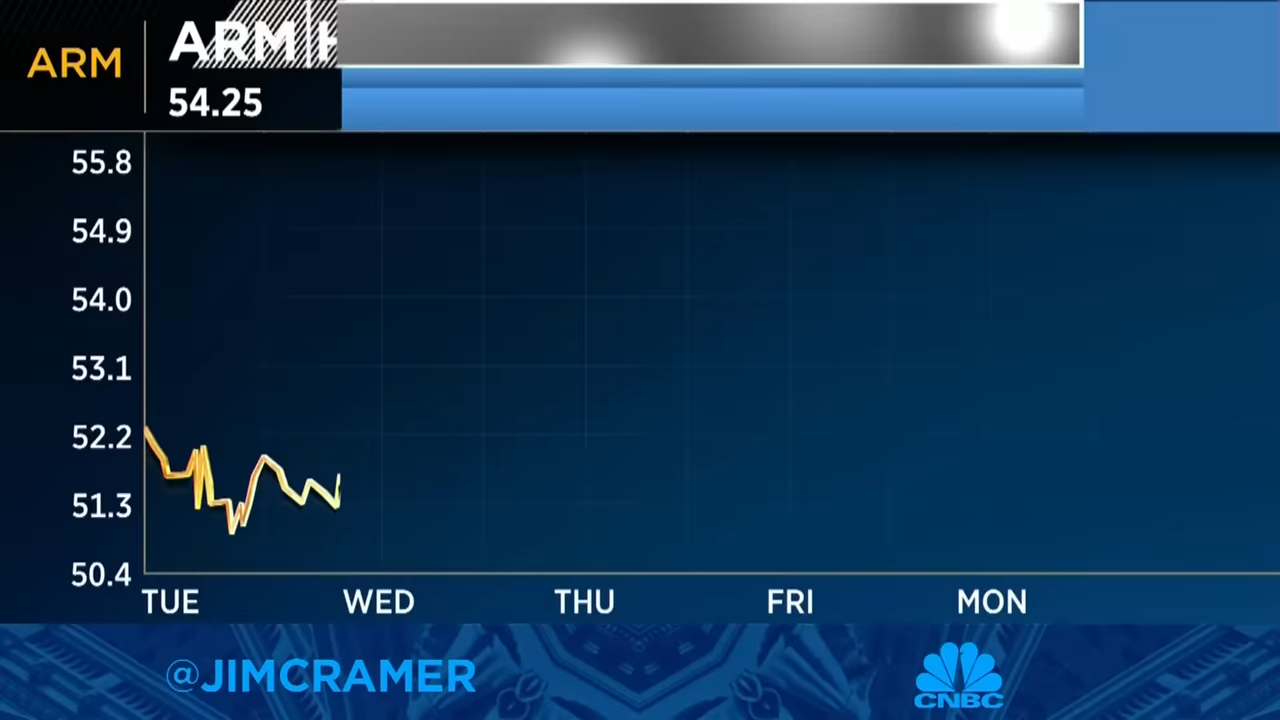 ARM
ARM H
54.25
55.8
54.9
54.0
53.1
52.2
51.3
50.4
TUE WED THU FRI MON
@JIMCRAMER
CNBC